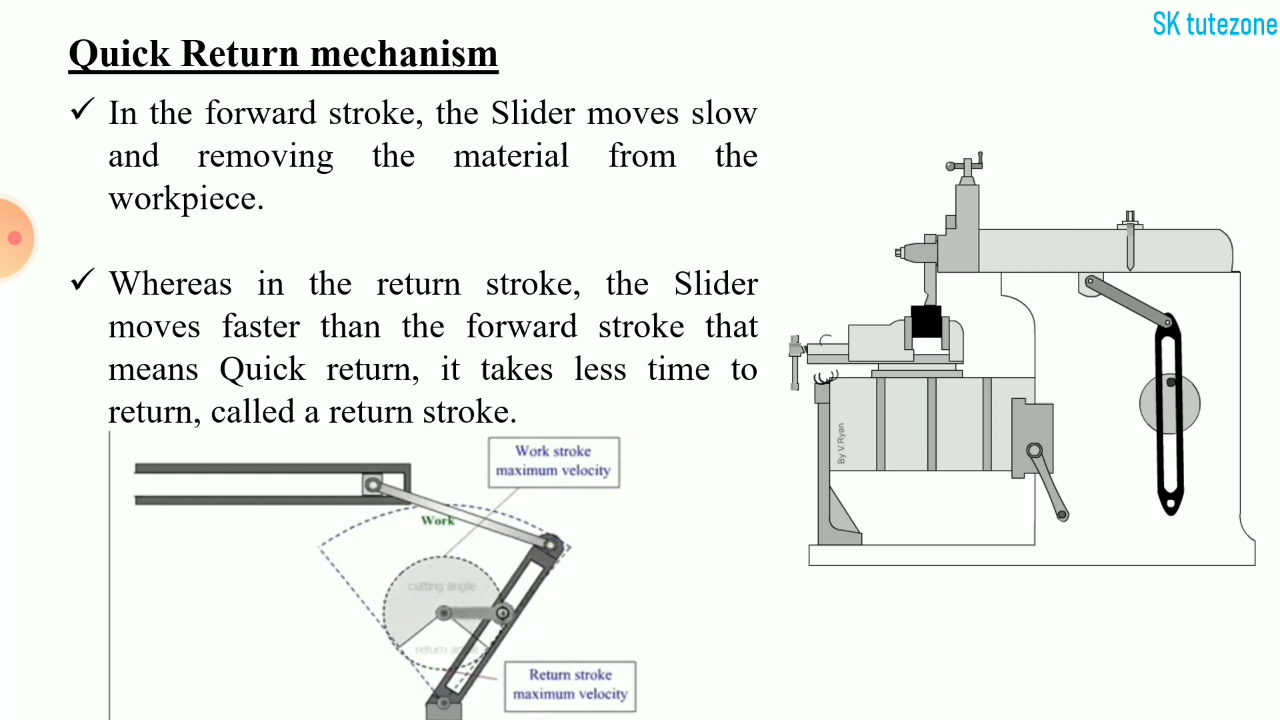 SK tutezone
Quick Return mechanism
✓ In the forward stroke, the Slider moves slow
and removing the material from the
workpiece.
✓ Whereas in the return stroke, the Slider
moves faster than the forward stroke that
means Quick return, it takes less time to
return, called a return stroke.
Work stroke
maximum velocity
Work
cutting angle
return angle
Return stroke
maximum velocity
By V.Ryan